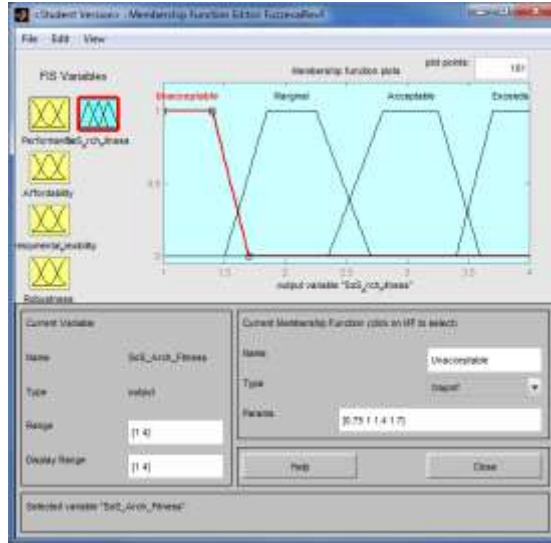 <Student Version> : Membership Function Editor: FuzzevalRev1
File Edit View
FIS Variables
Membership function plots
plot points:
181
Unacceptable Marginal Acceptable Exceeds
1
0.5
0
1 1.5 2 2.5 3 3.5 4
output variable "SoS_Arch_Fitness"
Performance
Affordability
Robustness
Current Variable
Name SoS_Arch_Fitness
Type output
Range [1 4]
Display Range [1 4]
Current Membership Function (click on MF to select)
Name Unacceptable
Type trapmf
Params [0.73 1 1.4 1.7]
Help Close
Selected variable "SoS_Arch_Fitness"